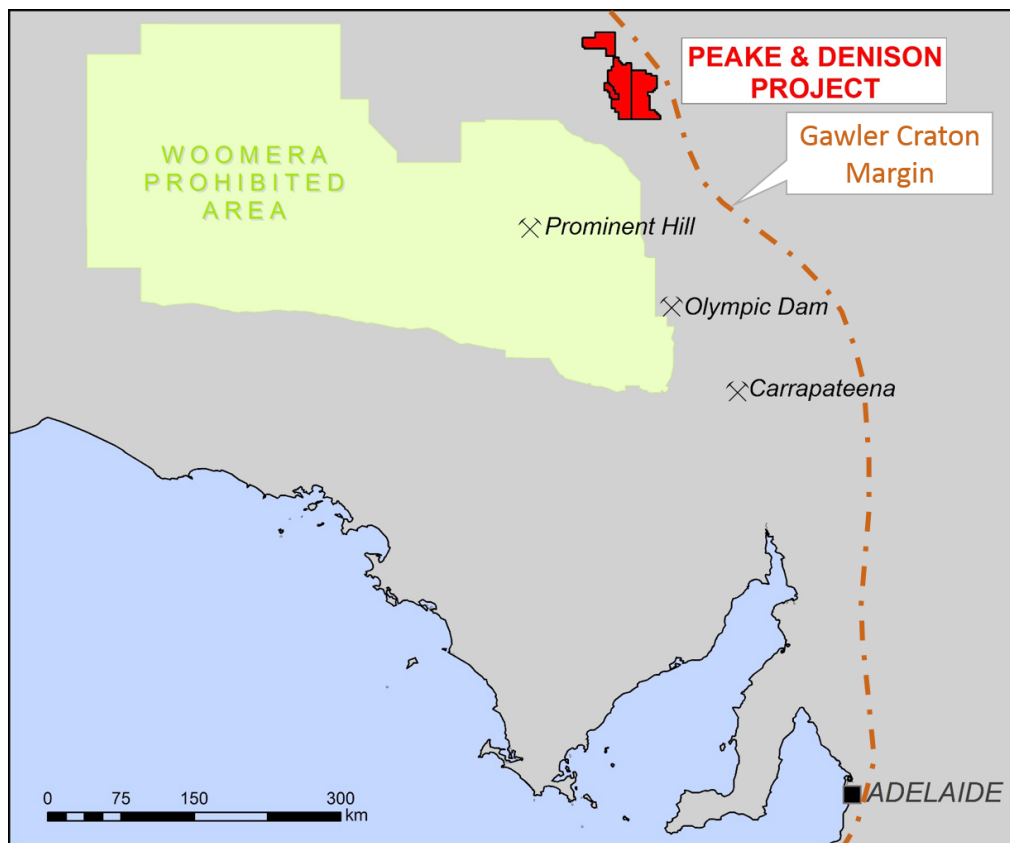 PEAKE & DENISON
PROJECT
Gawler Craton
Margin
WOOMERA
PROHIBITED
AREA
Prominent Hill
Olympic Dam
Carrapateena
0 75 150 300
km
ADELAIDE